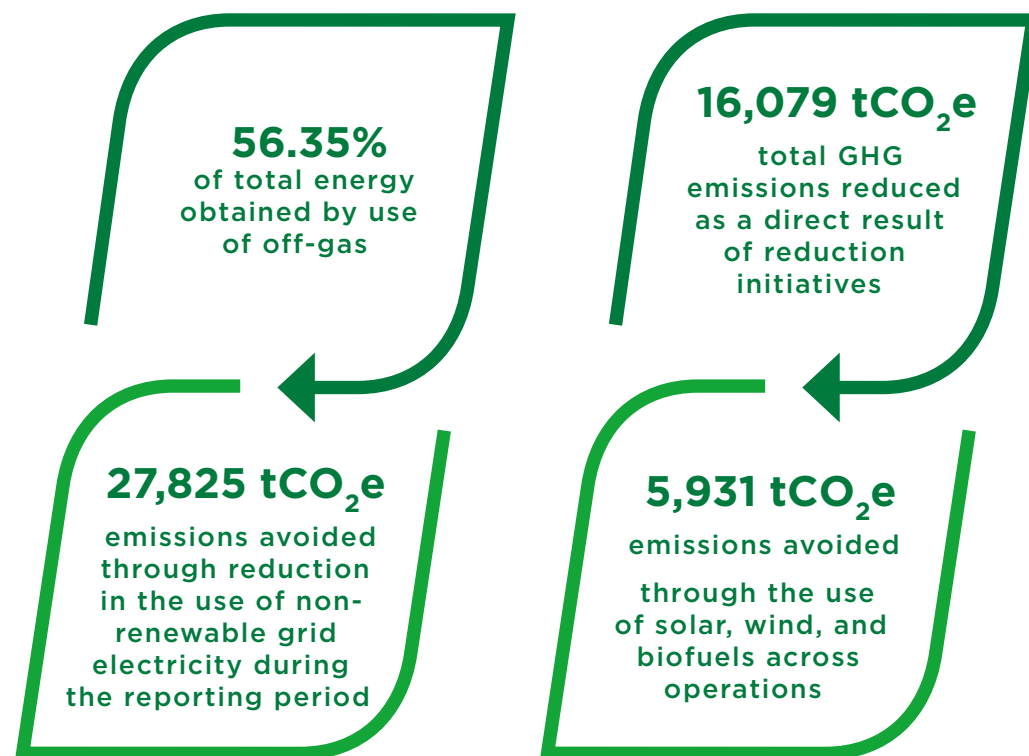 56.35%
of total energy
obtained by use
of off-gas
16,079 tCO₂e
total GHG
emissions reduced
as a direct result
of reduction
initiatives
27,825 tCO₂e
emissions avoided
through reduction
in the use of non-
renewable grid
electricity during
the reporting period
5,931 tCO₂e
emissions avoided
through the use
of solar, wind, and
biofuels across
operations